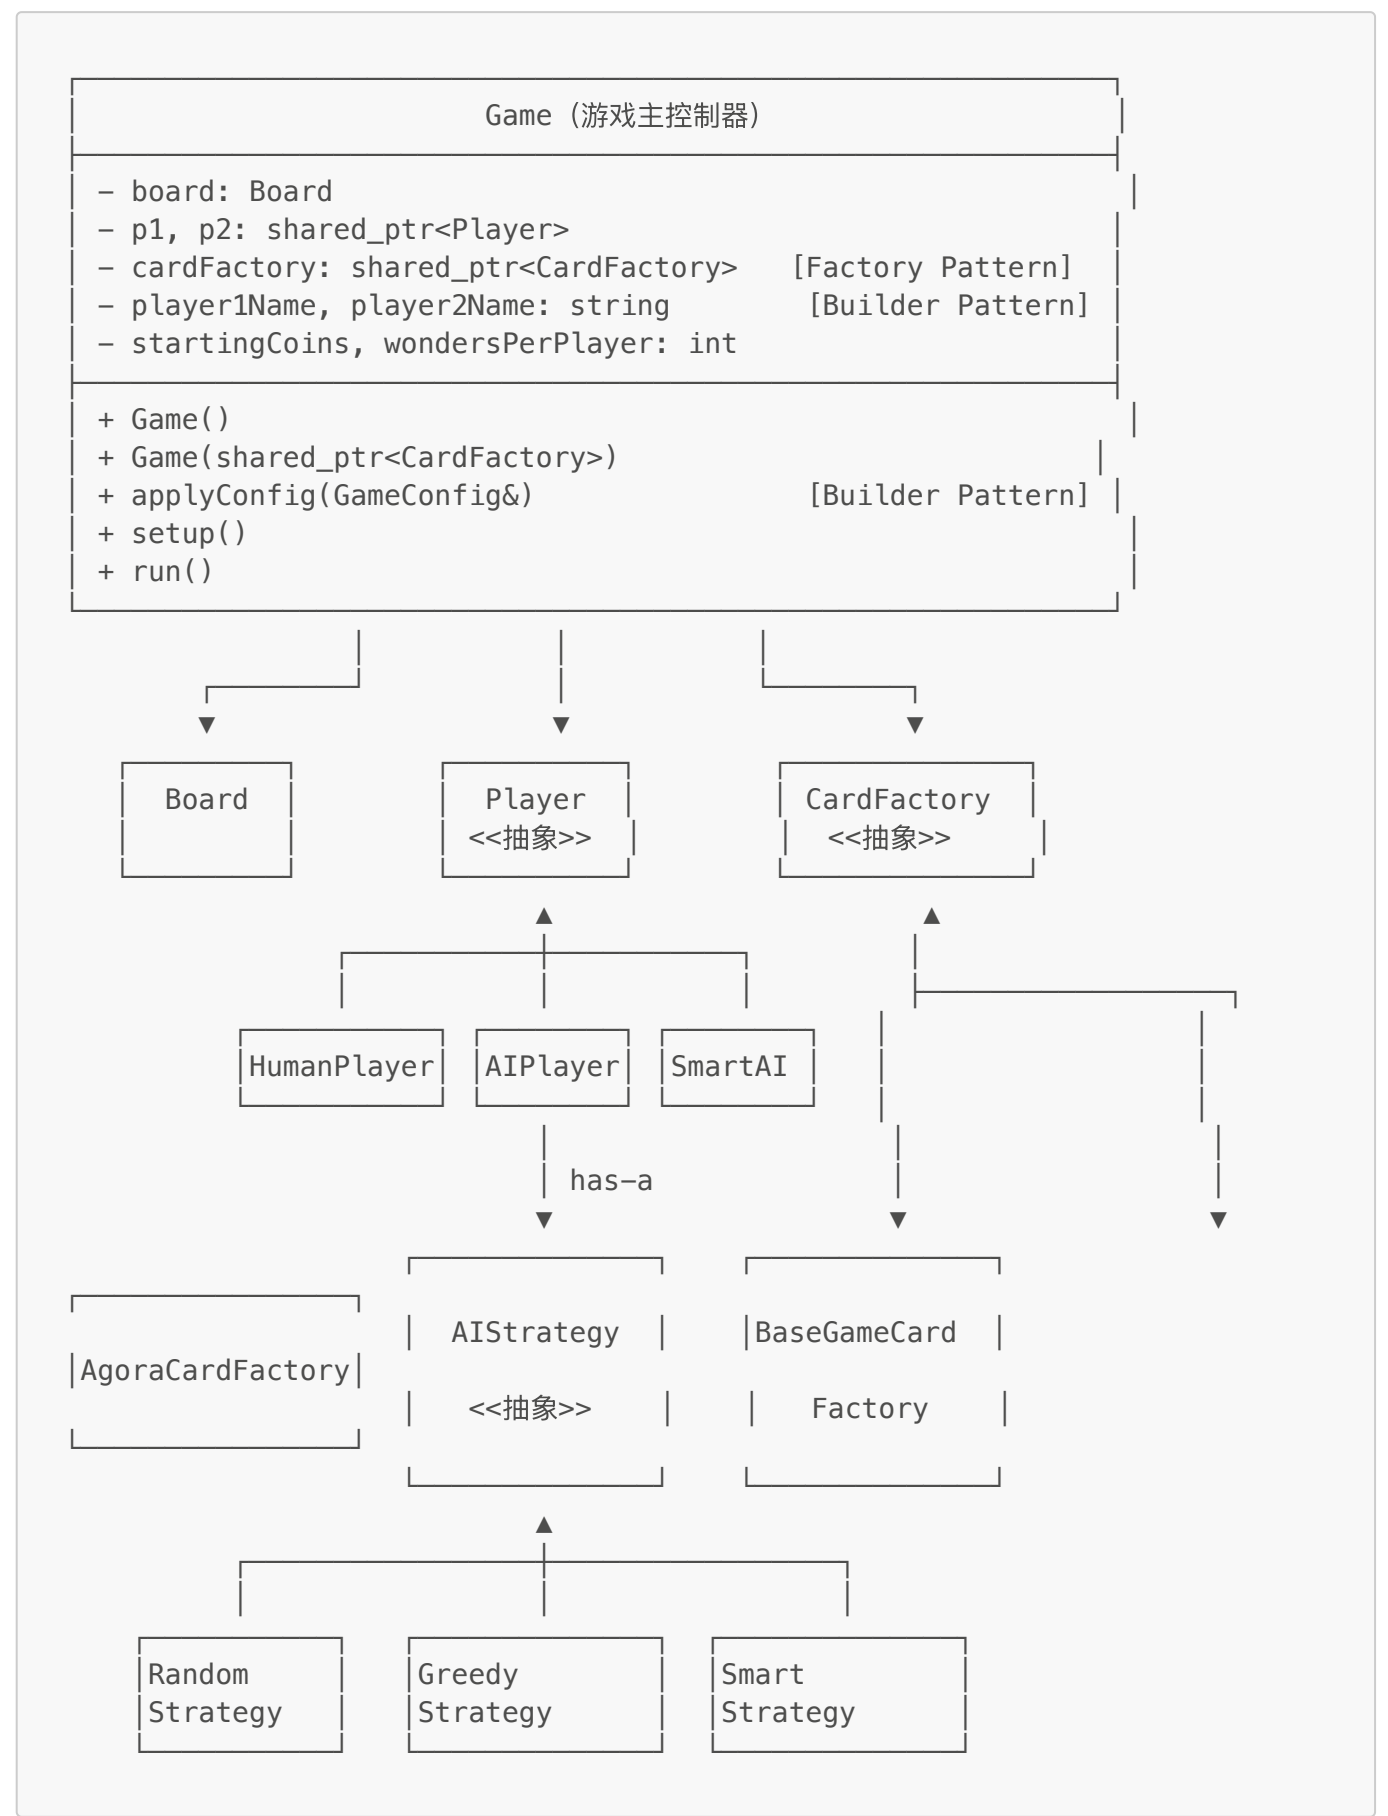 Game（游戏主控制器）
- board: Board
- p1, p2: shared_ptr<Player>
- cardFactory: shared_ptr<CardFactory> [Factory Pattern]
- player1Name, player2Name: string [Builder Pattern]
- startingCoins, wondersPerPlayer: int
+ Game()
+ Game(shared_ptr<CardFactory>)
+ applyConfig(GameConfig&) [Builder Pattern]
+ setup()
+ run()
Board Player CardFactory
<<抽象>> <<抽象>>
HumanPlayer AIPlayer SmartAI
has-a
AIStrategy BaseGameCard
AgoraCardFactory
<<抽象>> Factory
Random Greedy Smart
Strategy Strategy Strategy